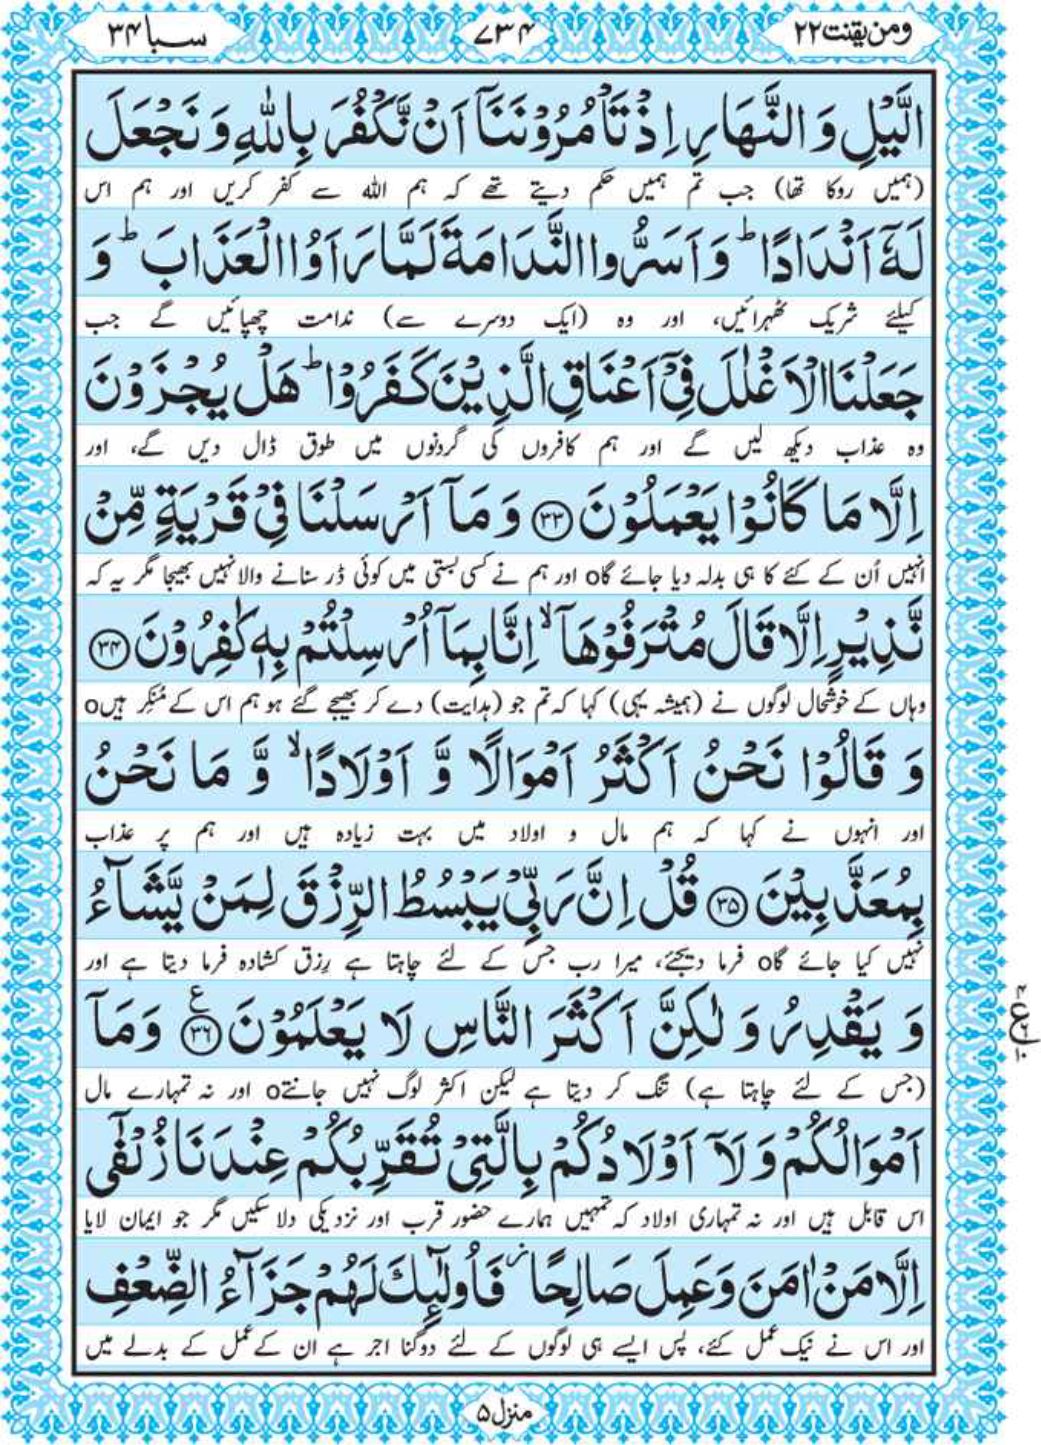 ومن یقنت ۲۲
۷۳۴
سبا ۳۴
الَّیْلِ وَ النَّهَارِ اِذْ تَاْمُرُوْنَنَاۤ اَنْ نَّكْفُرَ بِاللّٰهِ وَ نَجْعَلَ
(ہمیں روکا تھا) جب تم ہمیں حکم دیتے تھے کہ ہم اللہ سے کفر کریں اور ہم اس
لَهٗۤ اَنْدَادًا ؕ وَ اَسَرُّوا النَّدَامَةَ لَمَّا رَاَوُا الْعَذَابَ ؕ وَ
کیلئے شریک ٹھہرائیں، اور وہ (ایک دوسرے سے) ندامت چھپائیں گے جب
جَعَلْنَا الْاَغْلٰلَ فِیْۤ اَعْنَاقِ الَّذِیْنَ كَفَرُوْا ؕ هَلْ یُجْزَوْنَ
وہ عذاب دیکھ لیں گے اور ہم کافروں کی گردنوں میں طوق ڈال دیں گے، اور
اِلَّا مَا كَانُوْا یَعْمَلُوْنَ ﴿۳۳﴾ وَ مَاۤ اَرْسَلْنَا فِیْ قَرْیَةٍ مِّنْ
انہیں اُن کے کئے کا ہی بدلہ دیا جائے گاo اور ہم نے کسی بستی میں کوئی ڈر سنانے والا نہیں بھیجا مگر یہ کہ
نَّذِیْرٍ اِلَّا قَالَ مُتْرَفُوْهَاۤ ۙ اِنَّا بِمَاۤ اُرْسِلْتُمْ بِهٖ كٰفِرُوْنَ ﴿۳۴﴾
وہاں کے خوشحال لوگوں نے (ہمیشہ یہی) کہا کہ تم جو (ہدایت) دے کر بھیجے گئے ہو ہم اس کے مُنکِر ہیںo
وَ قَالُوْا نَحْنُ اَكْثَرُ اَمْوَالًا وَّ اَوْلَادًا ۙ وَّ مَا نَحْنُ
اور انہوں نے کہا کہ ہم مال و اولاد میں بہت زیادہ ہیں اور ہم پر عذاب
بِمُعَذَّبِیْنَ ﴿۳۵﴾ قُلْ اِنَّ رَبِّیْ یَبْسُطُ الرِّزْقَ لِمَنْ یَّشَآءُ
نہیں کیا جائے گاo فرما دیجئے، میرا رب جس کے لئے چاہتا ہے رِزق کشادہ فرما دیتا ہے اور
وَ یَقْدِرُ وَ لٰكِنَّ اَكْثَرَ النَّاسِ لَا یَعْلَمُوْنَ ﴿۳۶﴾ ع وَ مَاۤ
(جس کے لئے چاہتا ہے) تنگ کر دیتا ہے لیکن اکثر لوگ نہیں جانتےo اور نہ تمہارے مال
اَمْوَالُكُمْ وَ لَاۤ اَوْلَادُكُمْ بِالَّتِیْ تُقَرِّبُكُمْ عِنْدَنَا زُلْفٰۤی
اس قابل ہیں اور نہ تمہاری اولاد کہ تمہیں ہمارے حضور قرب اور نزدیکی دلا سکیں مگر جو ایمان لایا
اِلَّا مَنْ اٰمَنَ وَ عَمِلَ صَالِحًا ؗ فَاُولٰٓىِٕكَ لَهُمْ جَزَآءُ الضِّعْفِ
اور اس نے نیک عمل کئے، پس ایسے ہی لوگوں کے لئے دوگنا اجر ہے ان کے عمل کے بدلے میں
منزل ۵